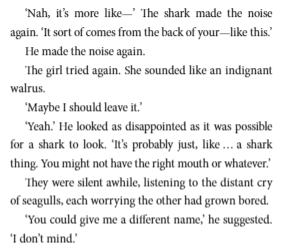 ‘Nah, it’s more like—’ The shark made the noise
again. ‘It sort of comes from the back of your—like this.’
He made the noise again.
The girl tried again. She sounded like an indignant
walrus.
‘Maybe I should leave it.’
‘Yeah.’ He looked as disappointed as it was possible
for a shark to look. ‘It’s probably just, like … a shark
thing. You might not have the right mouth or whatever.’
They were silent awhile, listening to the distant cry
of seagulls, each worrying the other had grown bored.
‘You could give me a different name,’ he suggested.
‘I don’t mind.’